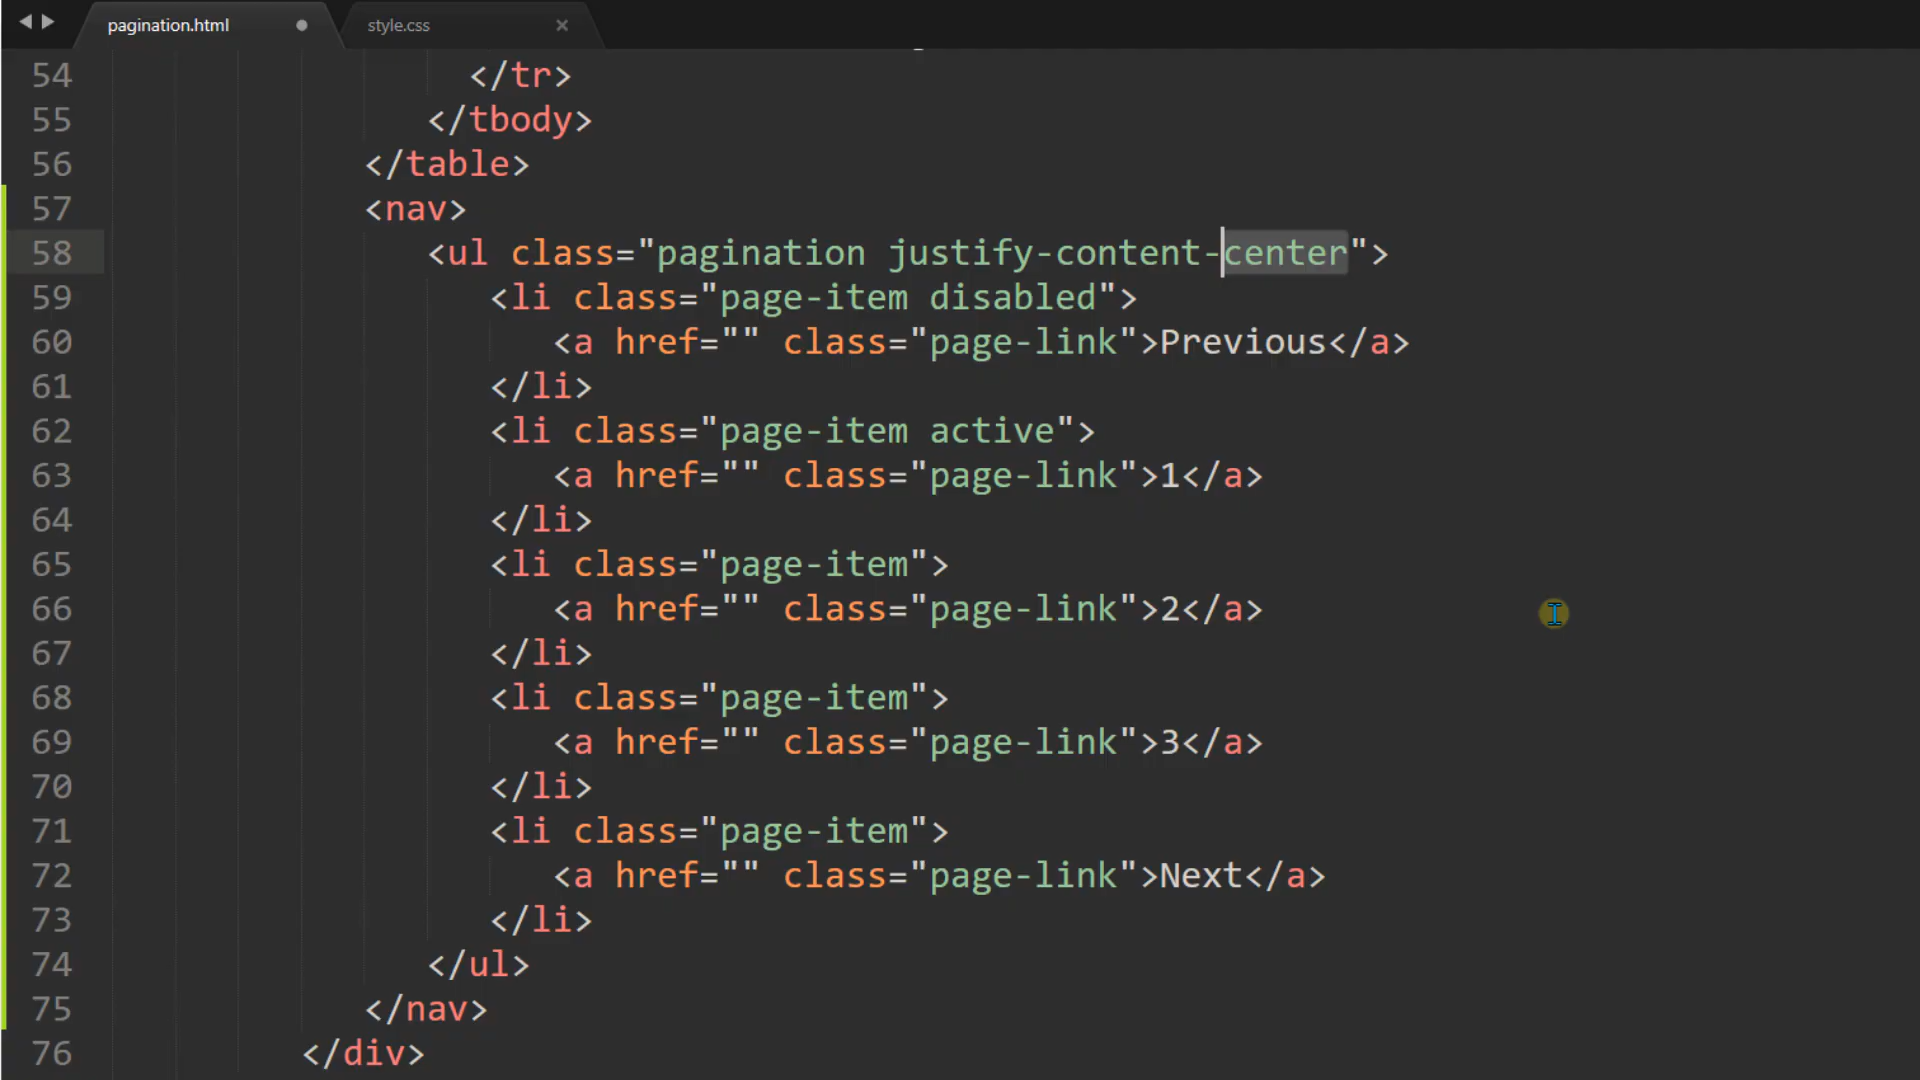 pagination.html
style.css
54 </tr>
55 </tbody>
56 </table>
57 <nav>
58 <ul class="pagination justify-content-center">
59 <li class="page-item disabled">
60 <a href="" class="page-link">Previous</a>
61 </li>
62 <li class="page-item active">
63 <a href="" class="page-link">1</a>
64 </li>
65 <li class="page-item">
66 <a href="" class="page-link">2</a>
67 </li>
68 <li class="page-item">
69 <a href="" class="page-link">3</a>
70 </li>
71 <li class="page-item">
72 <a href="" class="page-link">Next</a>
73 </li>
74 </ul>
75 </nav>
76 </div>